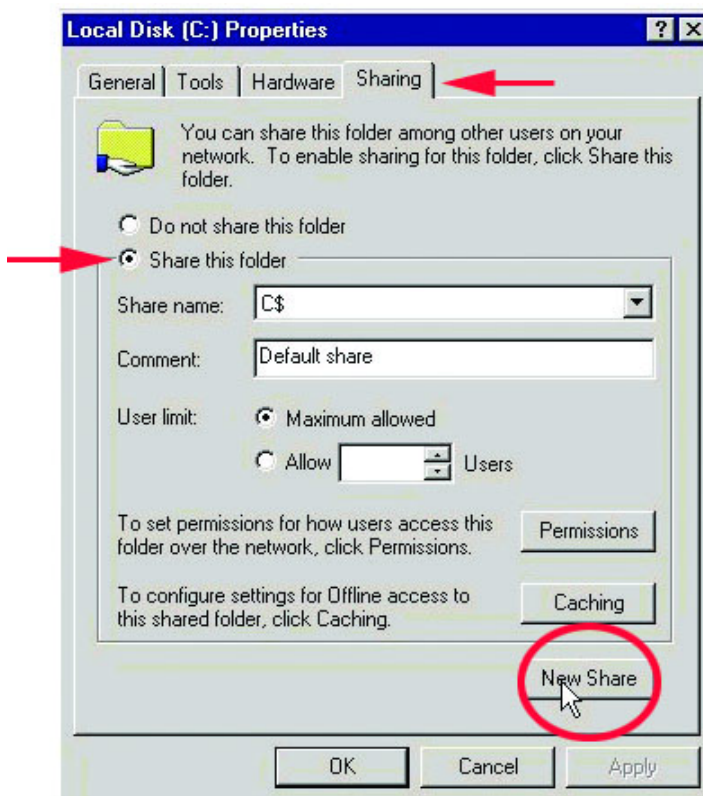 Local Disk (C:) Properties
General Tools Hardware Sharing
You can share this folder among other users on your
network. To enable sharing for this folder, click Share this
folder.
Do not share this folder
Share this folder
Share name: C$
Comment: Default share
User limit: Maximum allowed
Allow Users
To set permissions for how users access this
folder over the network, click Permissions.
Permissions
To configure settings for Offline access to
this shared folder, click Caching.
Caching
New Share
OK Cancel Apply